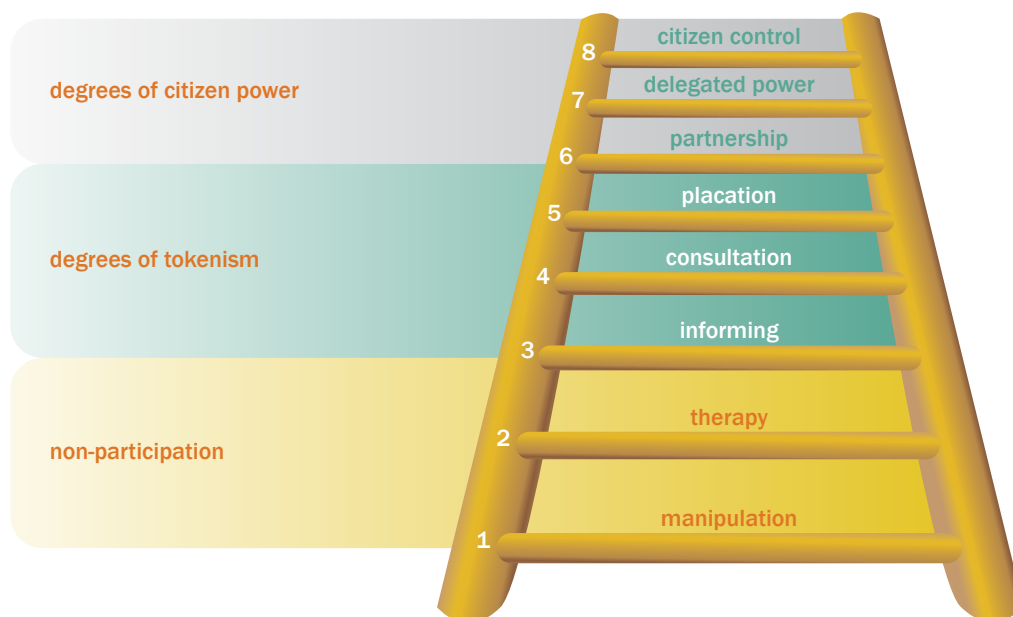 degrees of citizen power
8
citizen control
7
delegated power
6
partnership
degrees of tokenism
5
placation
4
consultation
3
informing
non-participation
2
therapy
1
manipulation